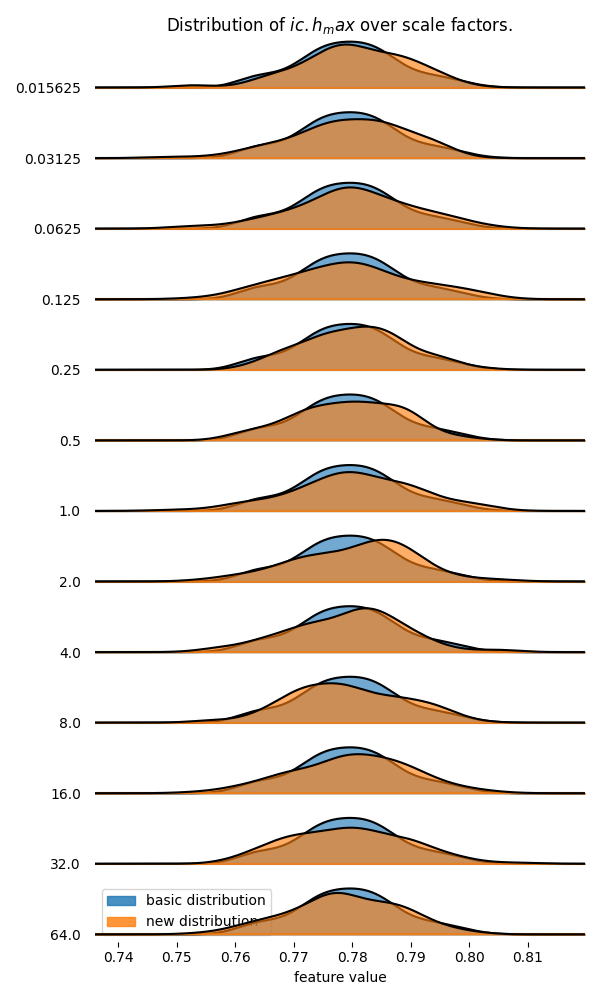 Distribution of ic.h_max over scale factors.
0.015625
0.03125
0.0625
0.125
0.25
0.5
1.0
2.0
4.0
8.0
16.0
32.0
basic distribution
new distribution
64.0
0.74 0.75 0.76 0.77 0.78 0.79 0.80 0.81
feature value